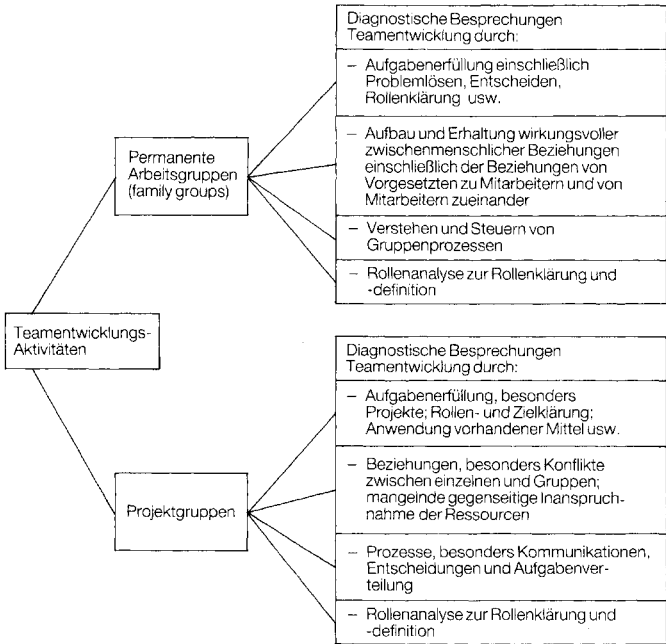 Diagnostische Besprechungen
Teamentwicklung durch:
– Aufgabenerfüllung einschließlich
Problemlösen, Entscheiden,
Rollenklärung usw.
Permanente
Arbeitsgruppen
(family groups)
– Aufbau und Erhaltung wirkungsvoller
zwischenmenschlicher Beziehungen
einschließlich der Beziehungen von
Vorgesetzten zu Mitarbeitern und von
Mitarbeitern zueinander
– Verstehen und Steuern von
Gruppenprozessen
– Rollenanalyse zur Rollenklärung und
-definition
Teamentwicklungs-
Aktivitäten
Diagnostische Besprechungen
Teamentwicklung durch:
– Aufgabenerfüllung, besonders
Projekte; Rollen- und Zielklärung;
Anwendung vorhandener Mittel usw.
Projektgruppen
– Beziehungen, besonders Konflikte
zwischen einzelnen und Gruppen;
mangelnde gegenseitige Inanspruch-
nahme der Ressourcen
– Prozesse, besonders Kommunikationen,
Entscheidungen und Aufgabenver-
teilung
– Rollenanalyse zur Rollenklärung und
-definition